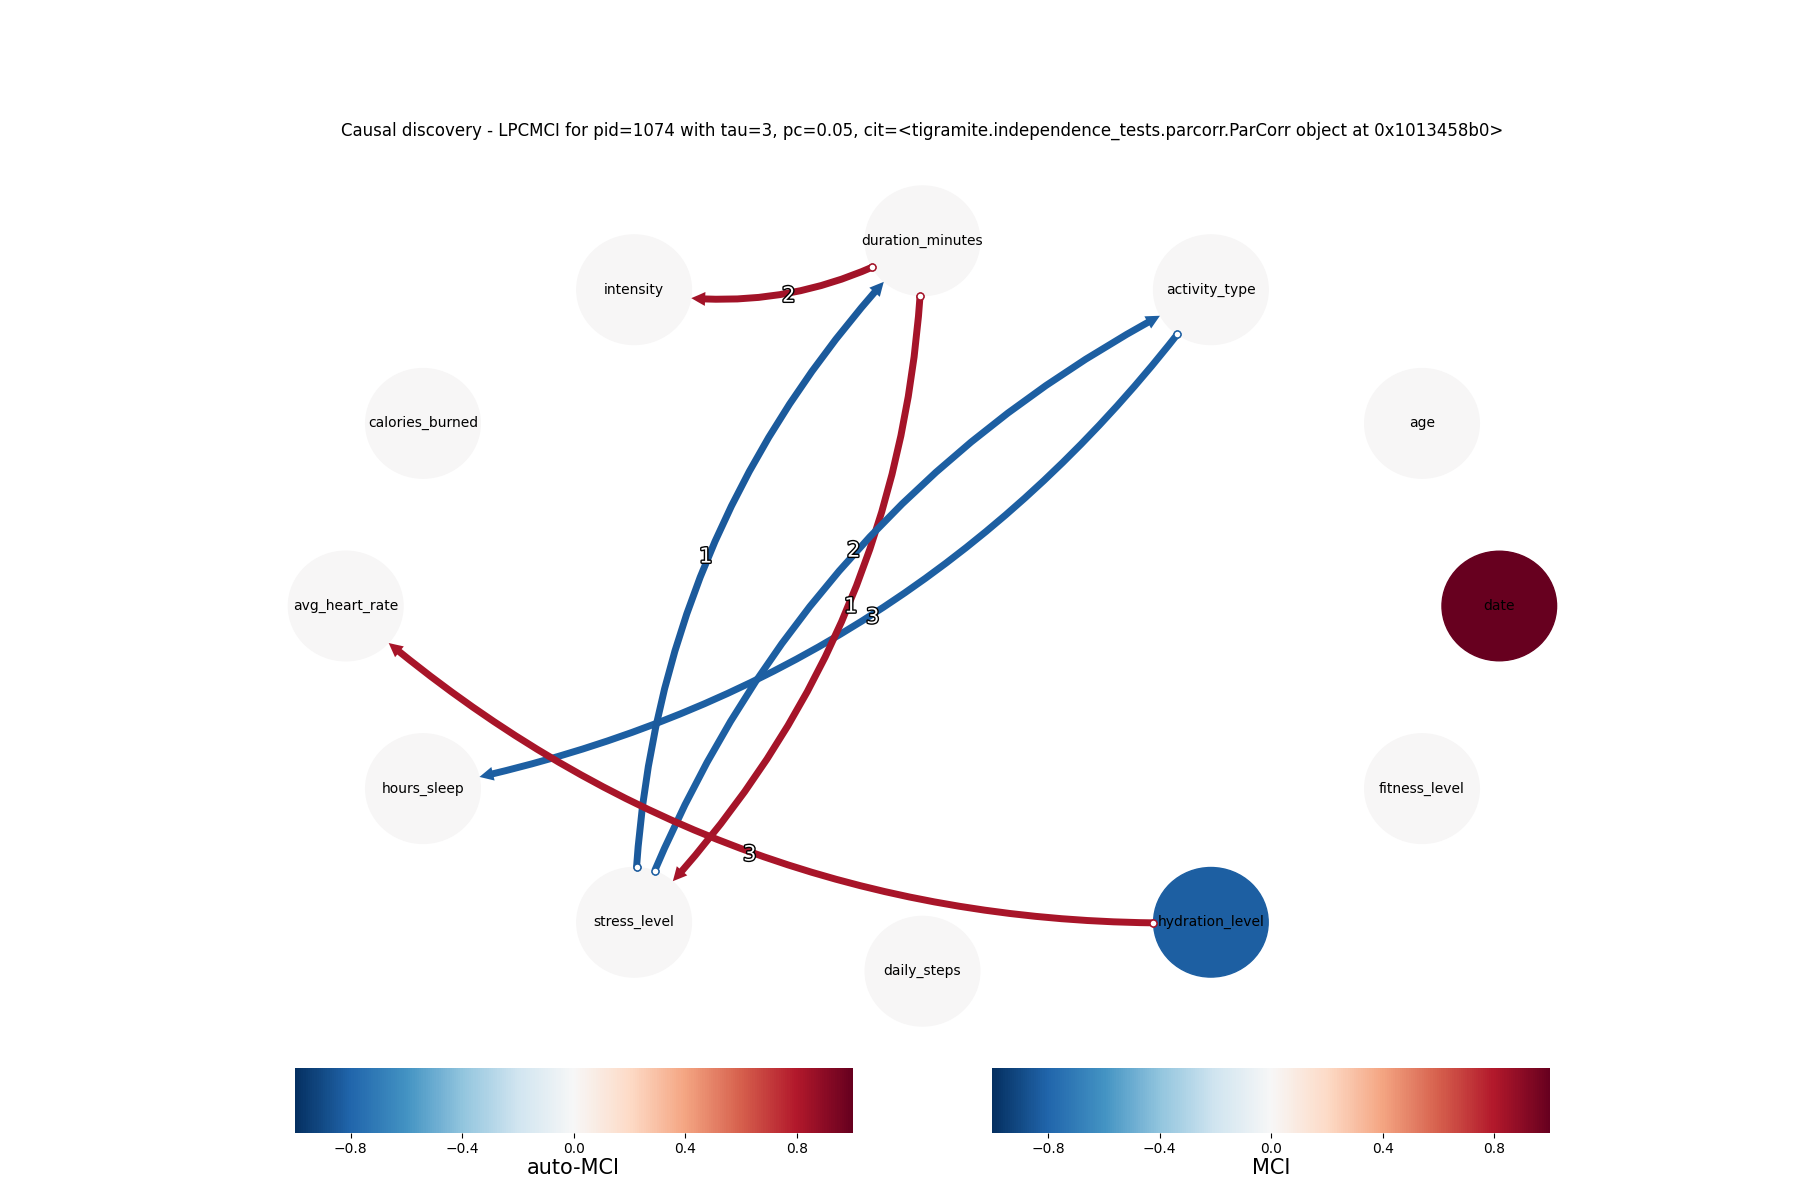 Causal discovery - LPCMCI for pid=1074 with tau=3, pc=0.05, cit=<tigramite.independence_tests.parcorr.ParCorr object at 0x1013458b0>
duration_minutes
intensity
activity_type
2
calories_burned
age
1
2
avg_heart_rate
1
date
3
hours_sleep
fitness_level
3
stress_level
hydration_level
daily_steps
−0.8 −0.4 0.0 0.4 0.8
auto-MCI
−0.8 −0.4 0.0 0.4 0.8
MCI